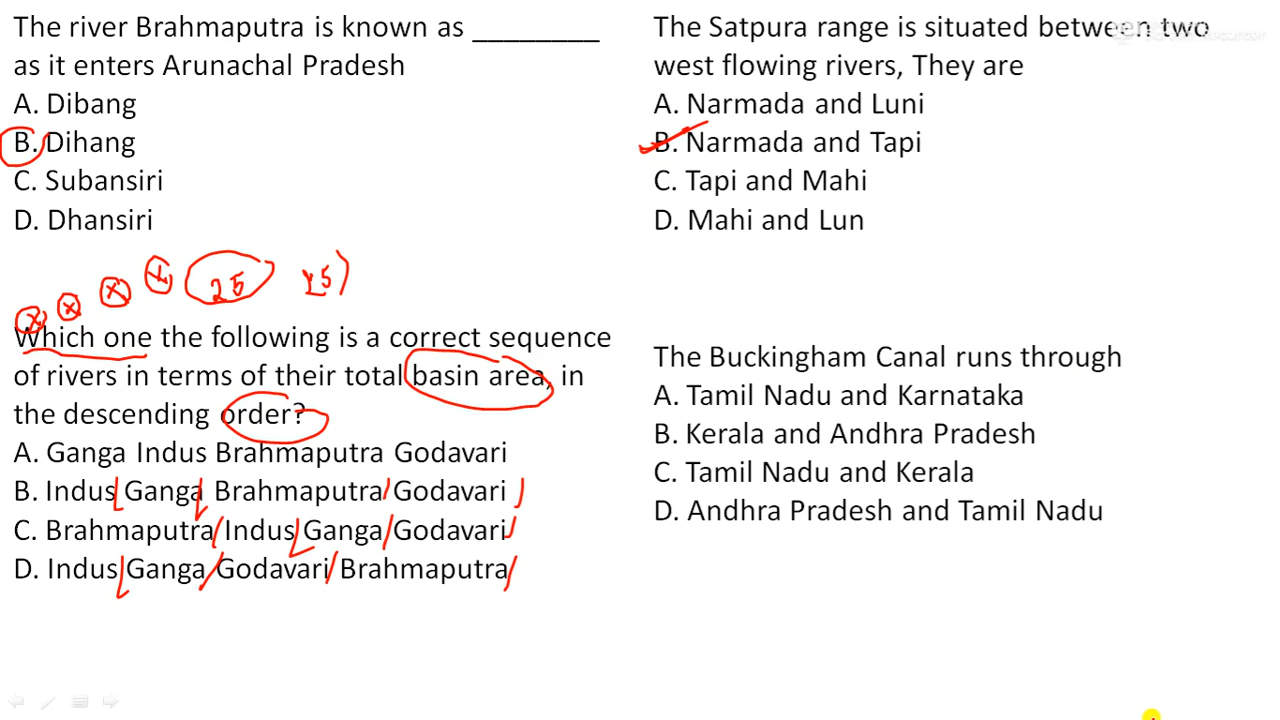 The river Brahmaputra is known as ________
as it enters Arunachal Pradesh
A. Dibang
B. Dihang
C. Subansiri
D. Dhansiri
25 25)
Which one the following is a correct sequence
of rivers in terms of their total basin area, in
the descending order?
A. Ganga Indus Brahmaputra Godavari
B. Indus Ganga Brahmaputra Godavari
C. Brahmaputra Indus Ganga Godavari
D. Indus Ganga Godavari Brahmaputra
The Satpura range is situated between two
west flowing rivers, They are
A. Narmada and Luni
B. Narmada and Tapi
C. Tapi and Mahi
D. Mahi and Lun
The Buckingham Canal runs through
A. Tamil Nadu and Karnataka
B. Kerala and Andhra Pradesh
C. Tamil Nadu and Kerala
D. Andhra Pradesh and Tamil Nadu